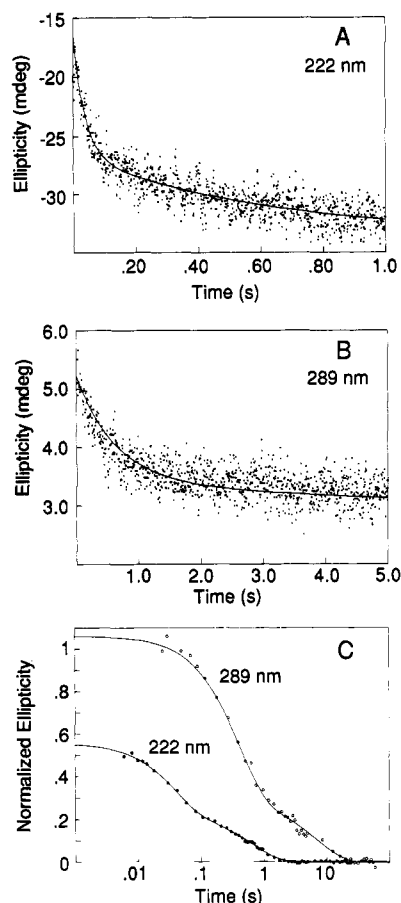 A
222 nm
Ellipticity (mdeg)
-15
-20
-25
-30
.20 .40 .60 .80 1.0
Time (s)
B
289 nm
Ellipticity (mdeg)
6.0
5.0
4.0
3.0
1.0 2.0 3.0 4.0 5.0
Time (s)
C
289 nm
222 nm
Normalized Ellipticity
1
.8
.6
.4
.2
0
.01 .1 1 10
Time (s)